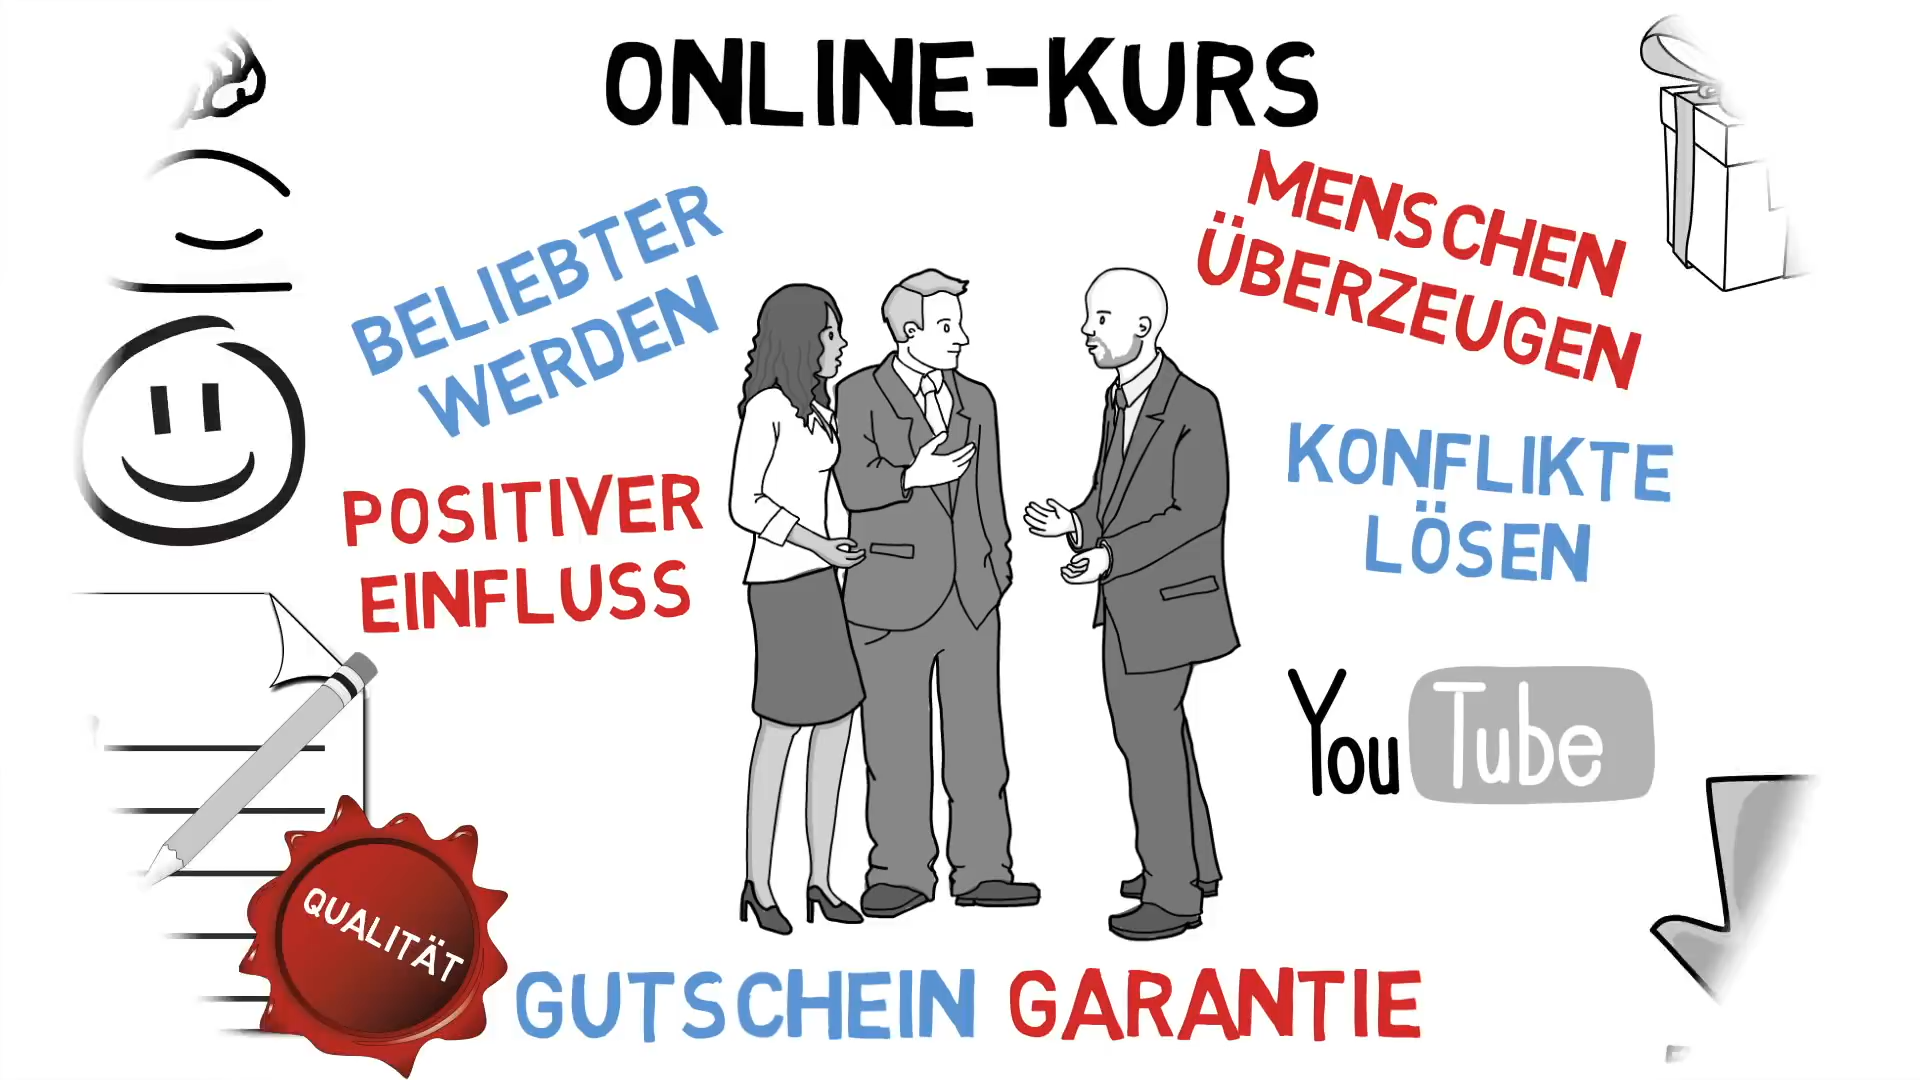 ONLINE-KURS
BELIEBTER
WERDEN
MENSCHEN
ÜBERZEUGEN
POSITIVER
EINFLUSS
KONFLIKTE
LÖSEN
YouTube
QUALITÄT
GUTSCHEIN GARANTIE